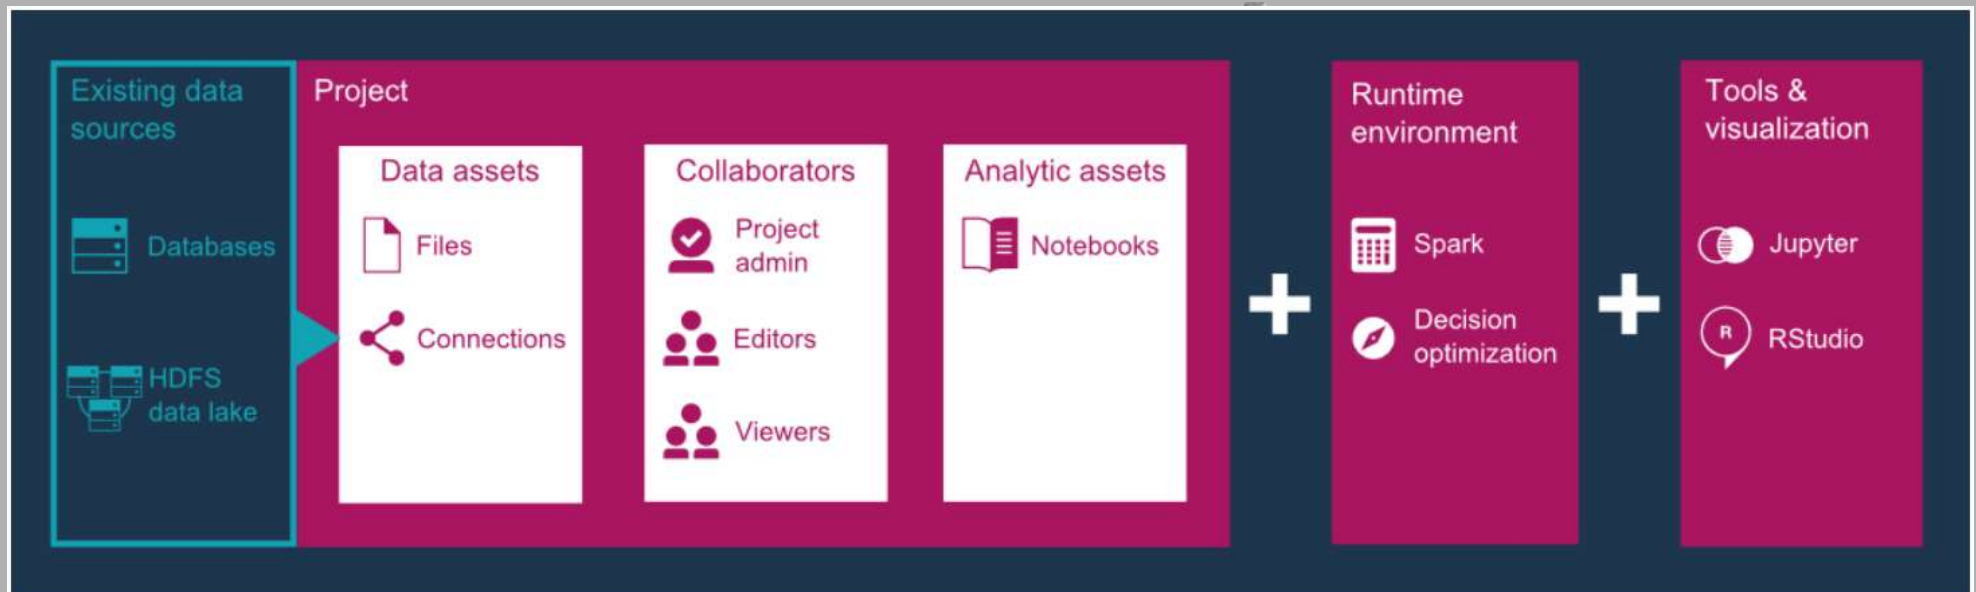 Existing data
sources
Databases
HDFS
data lake
Project
Data assets
Files
Connections
Collaborators
Project
admin
Editors
Viewers
Analytic assets
Notebooks
Runtime
environment
Spark
Decision
optimization
Tools &
visualization
Jupyter
R
RStudio